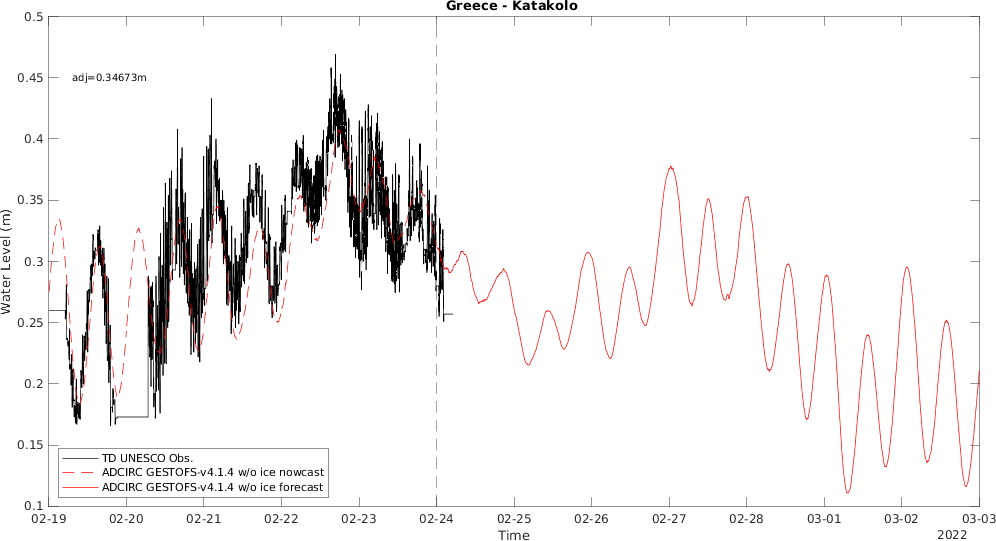 Greece - Katakolo
0.5
0.45
0.4
0.35
0.3
0.25
0.2
0.15
0.1
Water Level (m)
adj=0.34673m
TD UNESCO Obs.
ADCIRC GESTOFS-v4.1.4 w/o ice nowcast
ADCIRC GESTOFS-v4.1.4 w/o ice forecast
02-19 02-20 02-21 02-22 02-23 02-24 02-25 02-26 02-27 02-28 03-01 03-02 03-03
Time
2022